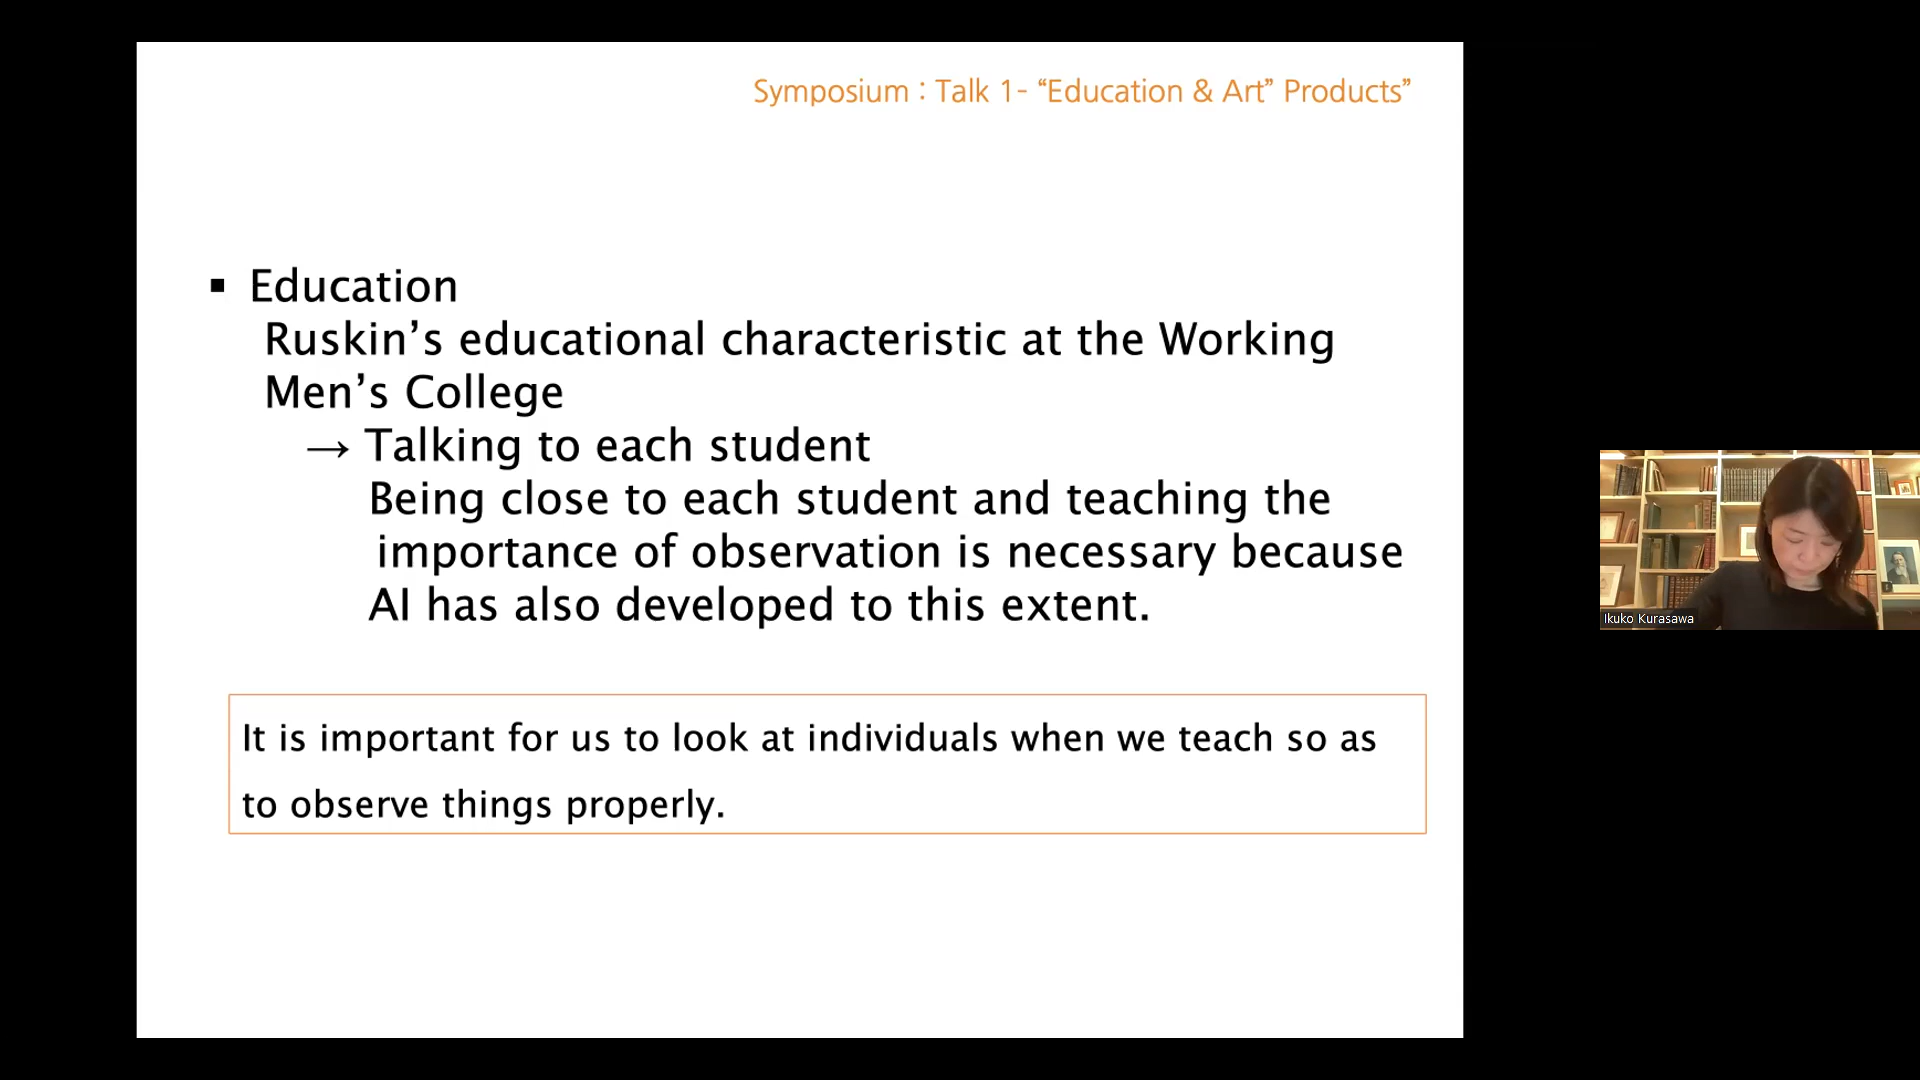 Symposium : Talk 1- “Education & Art” Products”
▪ Education
Ruskin’s educational characteristic at the Working
Men’s College
→ Talking to each student
Being close to each student and teaching the
importance of observation is necessary because
AI has also developed to this extent.
It is important for us to look at individuals when we teach so as
to observe things properly.
Ikuko Kurasawa